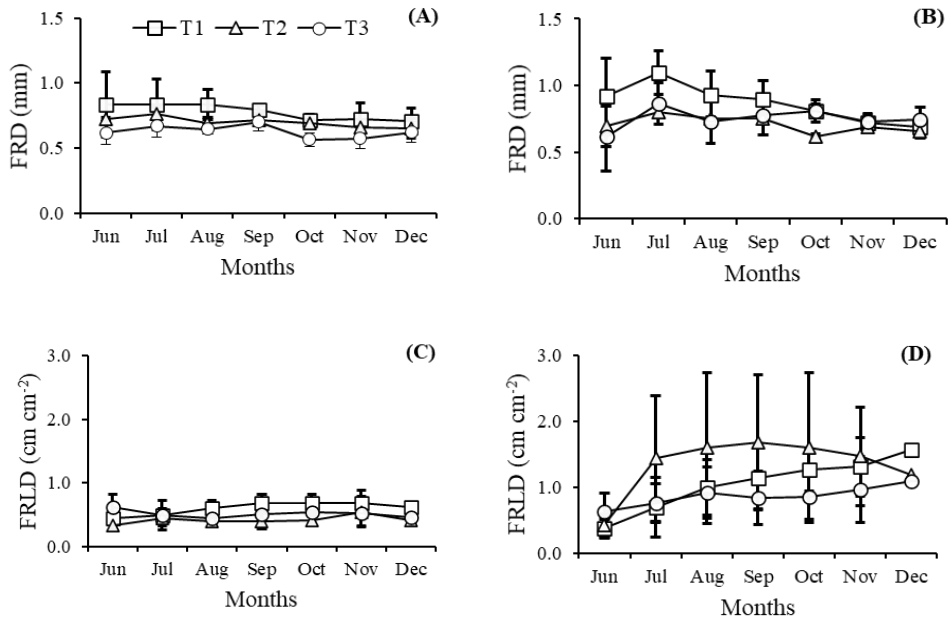 (A)
T1 T2 T3
FRD (mm)
1.5
1.0
0.5
0.0
Jun Jul Aug Sep Oct Nov Dec
Months
(B)
FRD (mm)
1.5
1.0
0.5
0.0
Jun Jul Aug Sep Oct Nov Dec
Months
(C)
FRLD (cm cm⁻²)
3.0
2.0
1.0
0.0
Jun Jul Aug Sep Oct Nov Dec
Months
(D)
FRLD (cm cm⁻²)
3.0
2.0
1.0
0.0
Jun Jul Aug Sep Oct Nov Dec
Months